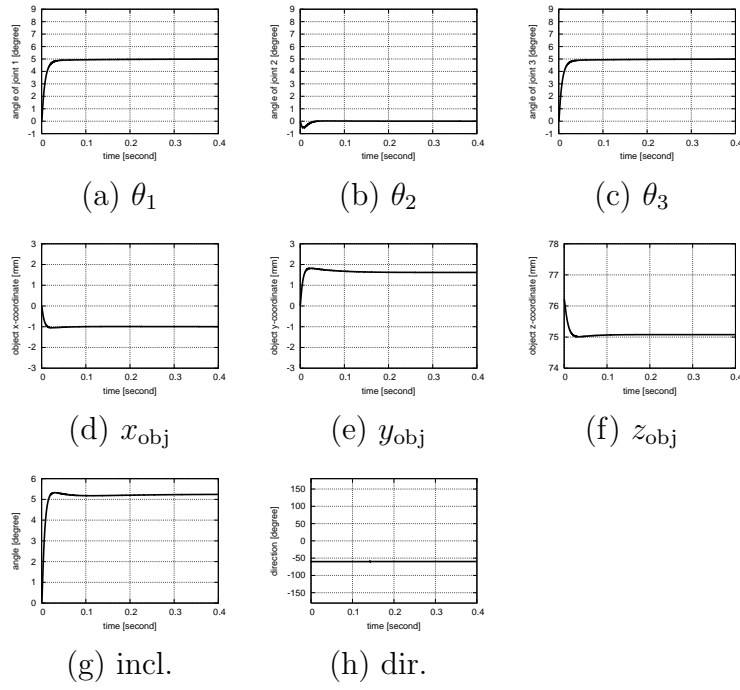 9
8
7
6
5
4
3
2
1
0
-1
0 0.1 0.2 0.3 0.4
angle of joint 1 [degree]
time [second]
(a) θ1
9
8
7
6
5
4
3
2
1
0
-1
0 0.1 0.2 0.3 0.4
angle of joint 2 [degree]
time [second]
(b) θ2
9
8
7
6
5
4
3
2
1
0
-1
0 0.1 0.2 0.3 0.4
angle of joint 3 [degree]
time [second]
(c) θ3
3
2
1
0
-1
-2
-3
0 0.1 0.2 0.3 0.4
object x-coordinate [mm]
time [second]
(d) xobj
3
2
1
0
-1
-2
-3
0 0.1 0.2 0.3 0.4
object y-coordinate [mm]
time [second]
(e) yobj
78
77
76
75
74
0 0.1 0.2 0.3 0.4
object z-coordinate [mm]
time [second]
(f) zobj
6
5
4
3
2
1
0
0 0.1 0.2 0.3 0.4
angle [degree]
time [second]
(g) incl.
150
100
50
0
-50
-100
-150
0 0.1 0.2 0.3 0.4
direction [degree]
time [second]
(h) dir.